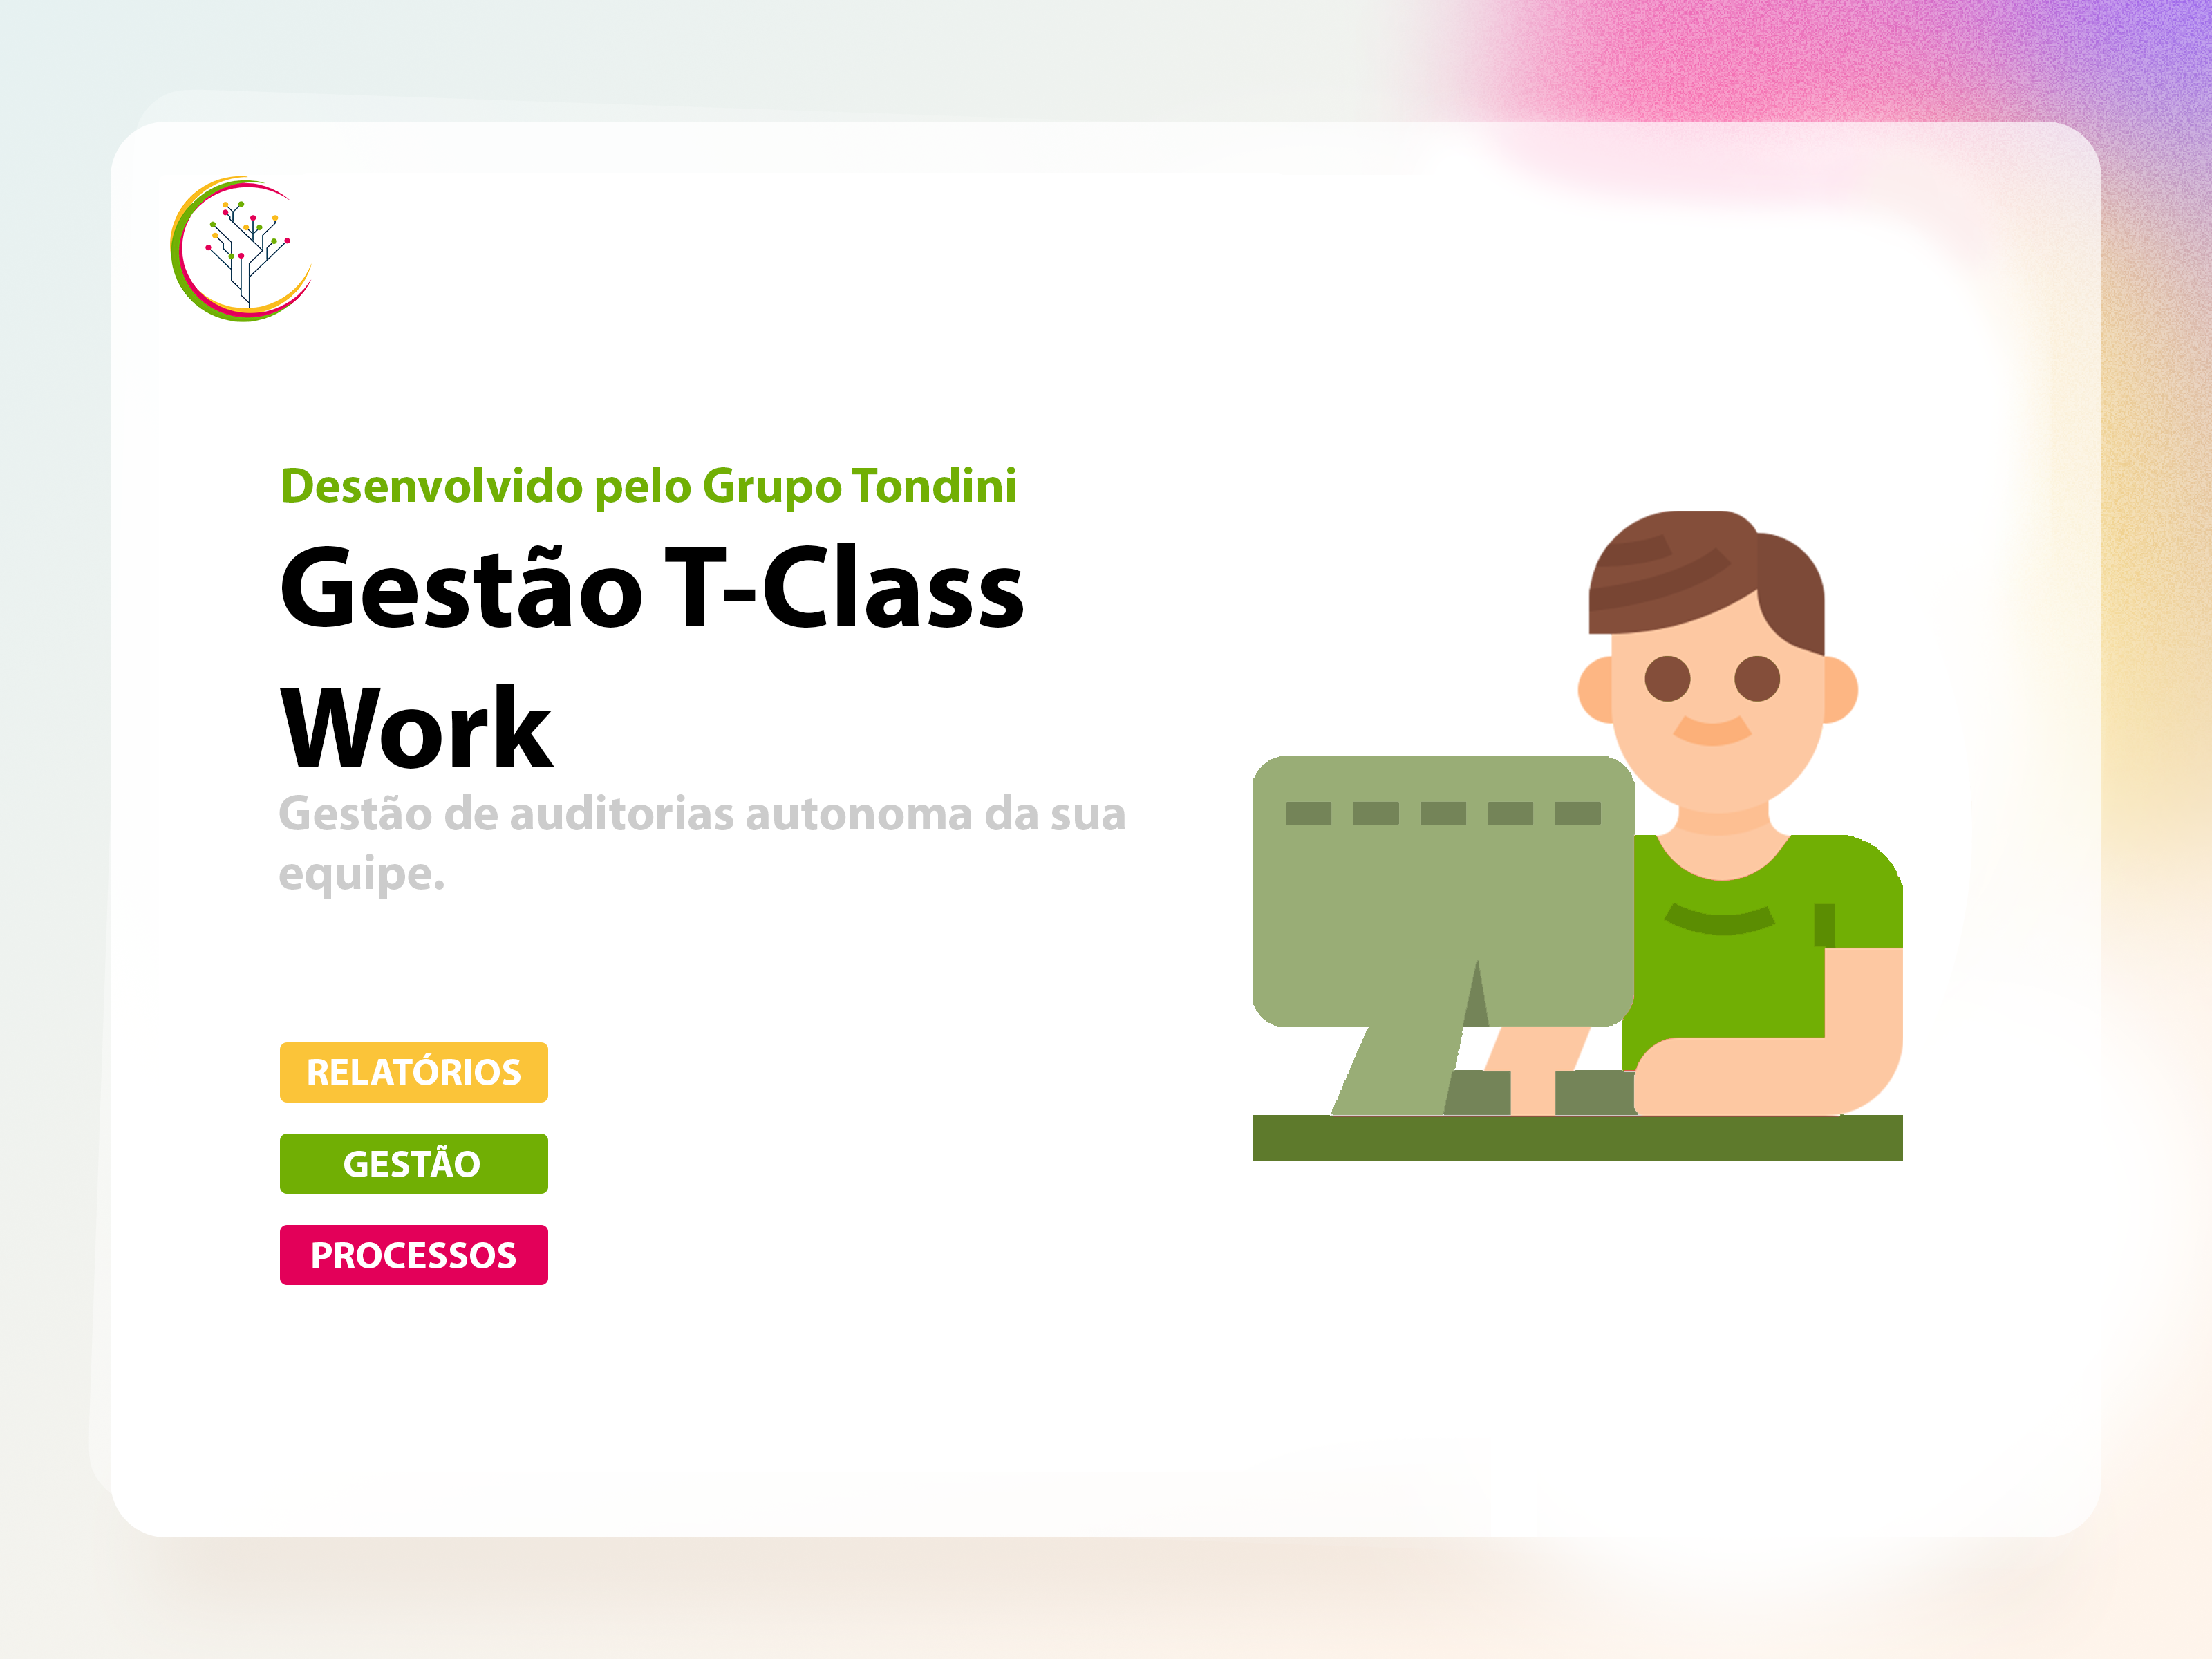 Desenvolvido pelo Grupo Tondini
Gestão T-Class
Work
Gestão de auditorias autonoma da sua
equipe.
RELATÓRIOS
GESTÃO
PROCESSOS